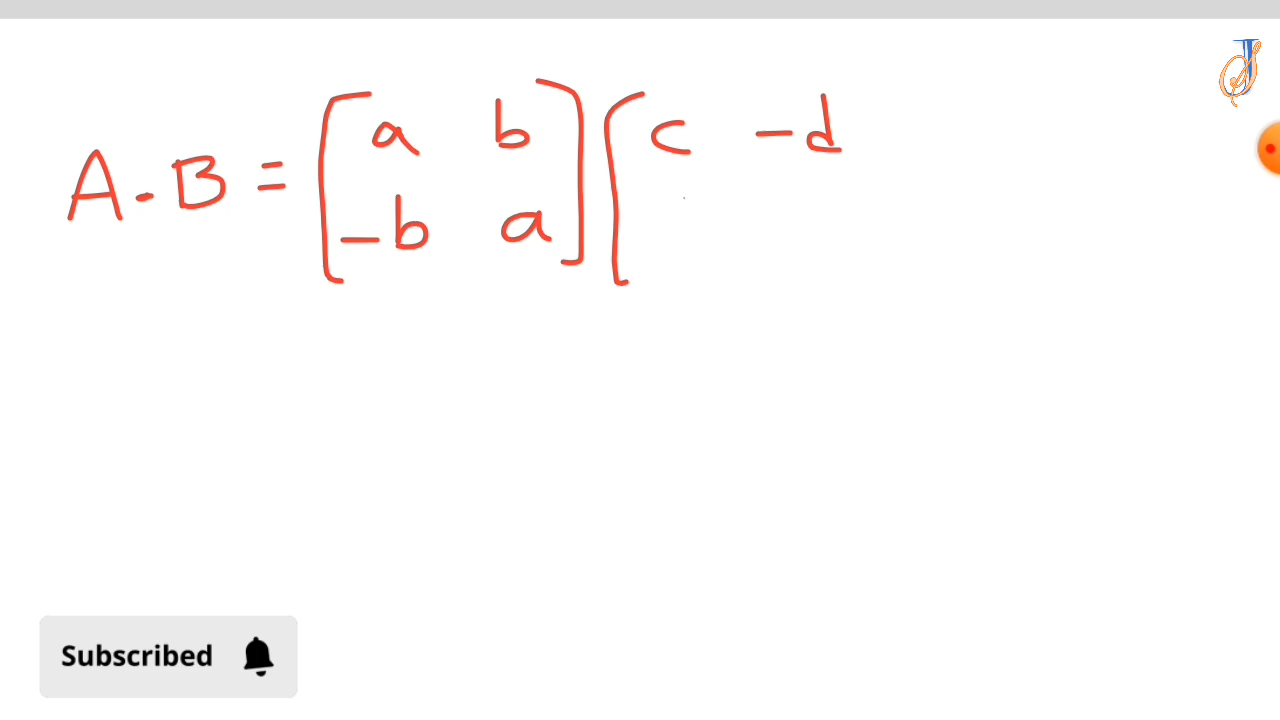 A . B = [ a b ] [ c -d
-b a
Subscribed